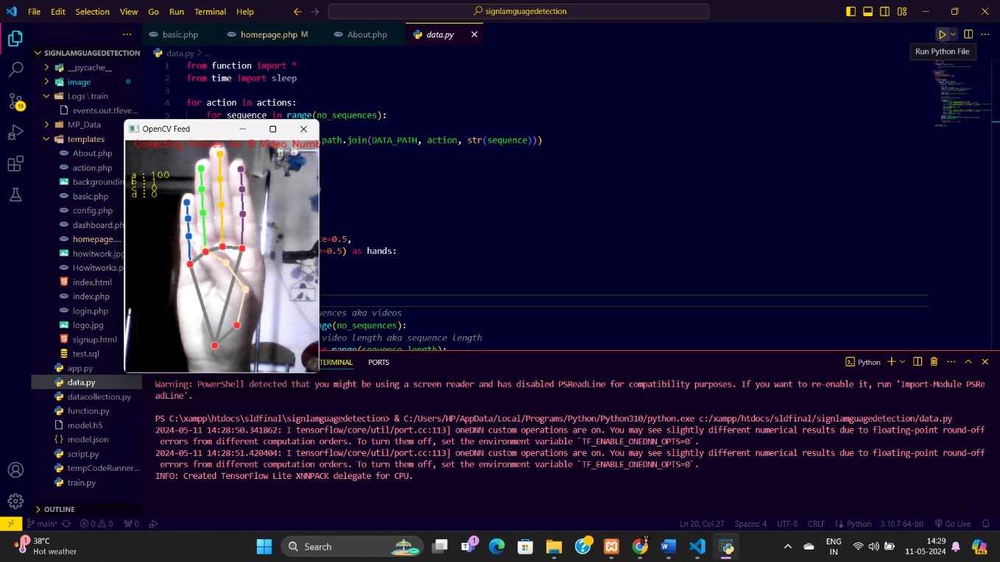 File Edit Selection View Go Run Terminal Help
signlamguagedetection
basic.php
homepage.php M
About.php
data.py
Run Python File
SIGNLAMGUAGEDETECTION
__pycache__
image
Logs\train
events.out.tfeve...
MP_Data
templates
About.php
action.php
backgroundin
basic.php
config.php
dashboard.ph
homepage....
howitwork.jpg
Howitworks.p
index.html
index.php
login.php
logo.jpg
signup.html
test.sql
app.py
data.py
datacollection.py
function.py
model.h5
model.json
script.py
tempCodeRunner...
train.py
OUTLINE
19
data.py > ...
1 from function import *
2 from time import sleep
3
4 for action in actions:
5 for sequence in range(no_sequences):
.path.join(DATA_PATH, action, str(sequence)))
=0.5,
e=0.5) as hands:
uences aka videos
nge(no_sequences):
video length aka sequence length
in range(sequence_length):
OpenCV Feed
Collecting frames for B Video Numb
a : 100
TERMINAL PORTS
Python
Warning: PowerShell detected that you might be using a screen reader and has disabled PSReadLine for compatibility purposes. If you want to re-enable it, run 'Import-Module PSRe
adLine'.
PS C:\xampp\htdocs\sldfinal\signlamguagedetection> & C:/Users/HP/AppData/Local/Programs/Python/Python310/python.exe c:/xampp/htdocs/sldfinal/signlamguagedetection/data.py
2024-05-11 14:28:50.341862: I tensorflow/core/util/port.cc:113] oneDNN custom operations are on. You may see slightly different numerical results due to floating-point round-off
errors from different computation orders. To turn them off, set the environment variable `TF_ENABLE_ONEDNN_OPTS=0`.
2024-05-11 14:28:51.420404: I tensorflow/core/util/port.cc:113] oneDNN custom operations are on. You may see slightly different numerical results due to floating-point round-off
errors from different computation orders. To turn them off, set the environment variable `TF_ENABLE_ONEDNN_OPTS=0`.
INFO: Created TensorFlow Lite XNNPACK delegate for CPU.
main* 0 0 0
Ln 20, Col 27 Spaces: 4 UTF-8 CRLF Python 3.10.7 64-bit Go Live
1
38°C
Hot weather
Search
1
PRE
ENG
IN
14:29
11-05-2024